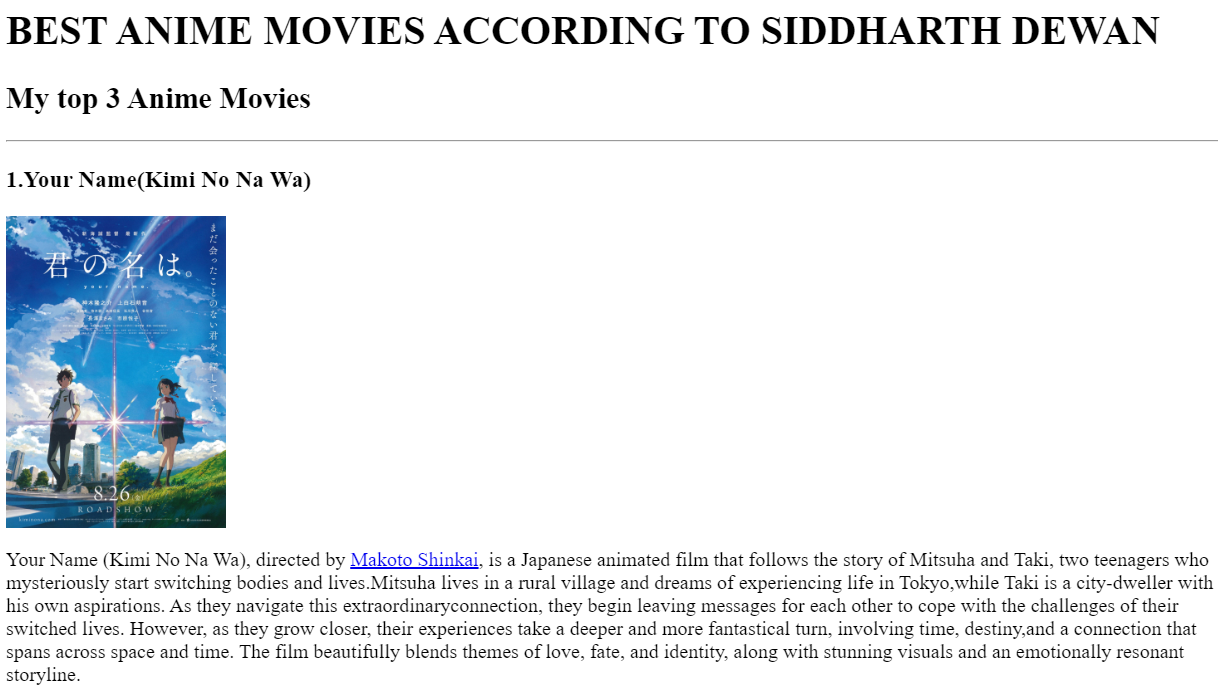 BEST ANIME MOVIES ACCORDING TO SIDDHARTH DEWAN
My top 3 Anime Movies
1.Your Name(Kimi No Na Wa)
君の名は。
your name.
まだ会ったことのない君を、探している。
8.26
ROADSHOW
Your Name (Kimi No Na Wa), directed by Makoto Shinkai, is a Japanese animated film that follows the story of Mitsuha and Taki, two teenagers who
mysteriously start switching bodies and lives.Mitsuha lives in a rural village and dreams of experiencing life in Tokyo,while Taki is a city-dweller with
his own aspirations. As they navigate this extraordinaryconnection, they begin leaving messages for each other to cope with the challenges of their
switched lives. However, as they grow closer, their experiences take a deeper and more fantastical turn, involving time, destiny,and a connection that
spans across space and time. The film beautifully blends themes of love, fate, and identity, along with stunning visuals and an emotionally resonant
storyline.